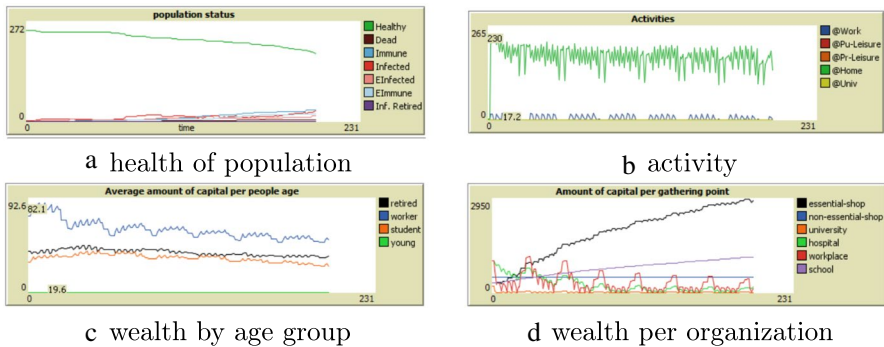 population status
272
0
0
time
231
Healthy
Dead
Immune
Infected
EInfected
EImmune
Inf. Retired
a health of population
Activities
265
230
0
0
17.2
231
@Work
@Pu-Leisure
@Pr-Leisure
@Home
@Univ
b activity
Average amount of capital per people age
92.6
82.1
0
0
19.6
231
retired
worker
student
young
c wealth by age group
Amount of capital per gathering point
2950
0
0
231
essential-shop
non-essential-shop
university
hospital
workplace
school
d wealth per organization